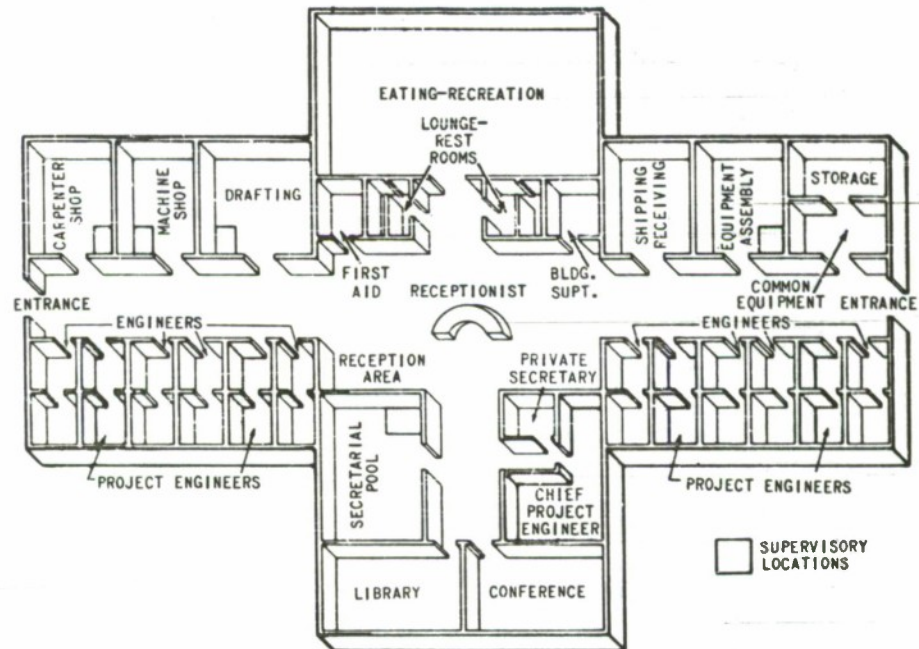 EATING-RECREATION
LOUNGE-
REST
ROOMS
CARPENTER
SHOP
MACHINE
SHOP
DRAFTING
SHIPPING
RECEIVING
EQUIPMENT
ASSEMBLY
STORAGE
FIRST
AID
RECEPTIONIST
BLDG.
SUPT.
COMMON
EQUIPMENT
ENTRANCE
ENTRANCE
ENGINEERS
ENGINEERS
RECEPTION
AREA
PRIVATE
SECRETARY
PROJECT ENGINEERS
SECRETARIAL
POOL
CHIEF
PROJECT
ENGINEER
PROJECT ENGINEERS
LIBRARY
CONFERENCE
SUPERVISORY
LOCATIONS